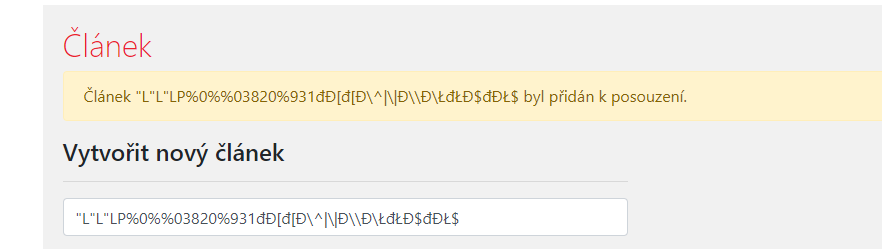 Článek
Článek "L"L"LP%0%%03820%931đĐ[đ[Đ\^|\|Đ\\Đ\ŁđŁĐ$đĐŁ$ byl přidán k posouzení.
Vytvořit nový článek
"L"L"LP%0%%03820%931đĐ[đ[Đ\^|\|Đ\\Đ\ŁđŁĐ$đĐŁ$